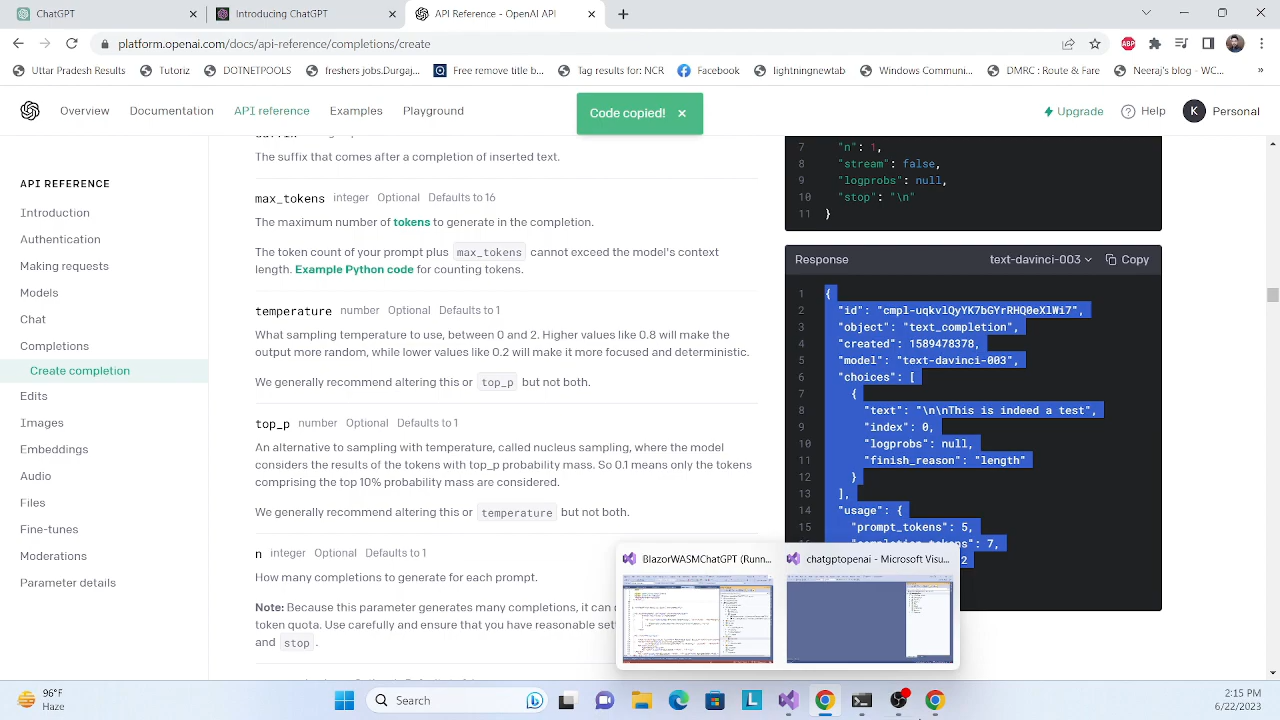 ChatGPT
Introducing ChatGPT
API Reference - OpenAI API
platform.openai.com/docs/api-reference/completions/create
Uttar Pradesh Results
Tutoriz
DOTNETPOOLS
freshers jobs,Gurgaj...
Free remove title b...
Tag results for NCR
Facebook
lightningnewtab
Windows Commun...
DMRC : Route & Fare
Neeraj's blog - WC...
»
Overview
Documentation
API reference
Examples
Playground
Code copied!
Upgrade
Help
K
Personal
API REFERENCE
Introduction
Authentication
Making requests
Models
Chat
Completions
Create completion
Edits
Images
Embeddings
Audio
Files
Fine-tunes
Moderations
Parameter details
The suffix that comes after a completion of inserted text.
max_tokens integer Optional Defaults to 16
The maximum number of tokens to generate in the completion.
The token count of your prompt plus max_tokens cannot exceed the model's context
length. Example Python code for counting tokens.
number Optional Defaults to 1
What sampling temperature to use, between 0 and 2. Higher values like 0.8 will make the
output more random, while lower values like 0.2 will make it more focused and deterministic.
We generally recommend altering this or top_p but not both.
top_p number Optional Defaults to 1
alternative to sampling with temperature, called nucleus sampling, where the model
considers the results of the tokens with top_p probability mass. So 0.1 means only the tokens
comprising the top 10% probability mass are considered.
We generally recommend altering this or temperature but not both.
n integer Optional Defaults to 1
How many completions to generate for each prompt.
Note: Because this parameter generates many completions, it can
token quota. Use carefully and ensure that you have reasonable set
and
7 "n": 1,
8 "stream": false,
9 "logprobs": null,
10 "stop": "\n"
11 }
Response text-davinci-003 Copy
1 {
2 "id": "cmpl-uqkvlQyYK7bGYrRHQ0eXlWi7",
3 "object": "text_completion",
4 "created": 1589478378,
5 "model": "text-davinci-003",
6 "choices": [
7 {
8 "text": "\n\nThis is indeed a test",
9 "index": 0,
10 "logprobs": null,
11 "finish_reason": "length"
12 }
13 ],
14 "usage": {
15 "prompt_tokens": 5,
"completion_tokens": 7,
2
BlazorWASMChatGPT (Runn...
chatgptopenai - Microsoft Visu...
96°F
Haze
Search
2:15 PM
6/22/2023